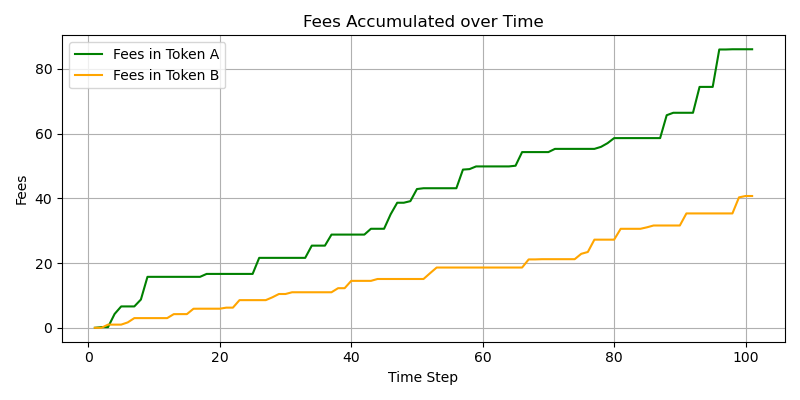 Fees Accumulated over Time
Fees in Token A
Fees in Token B
Fees
80
60
40
20
0
0 20 40 60 80 100
Time Step